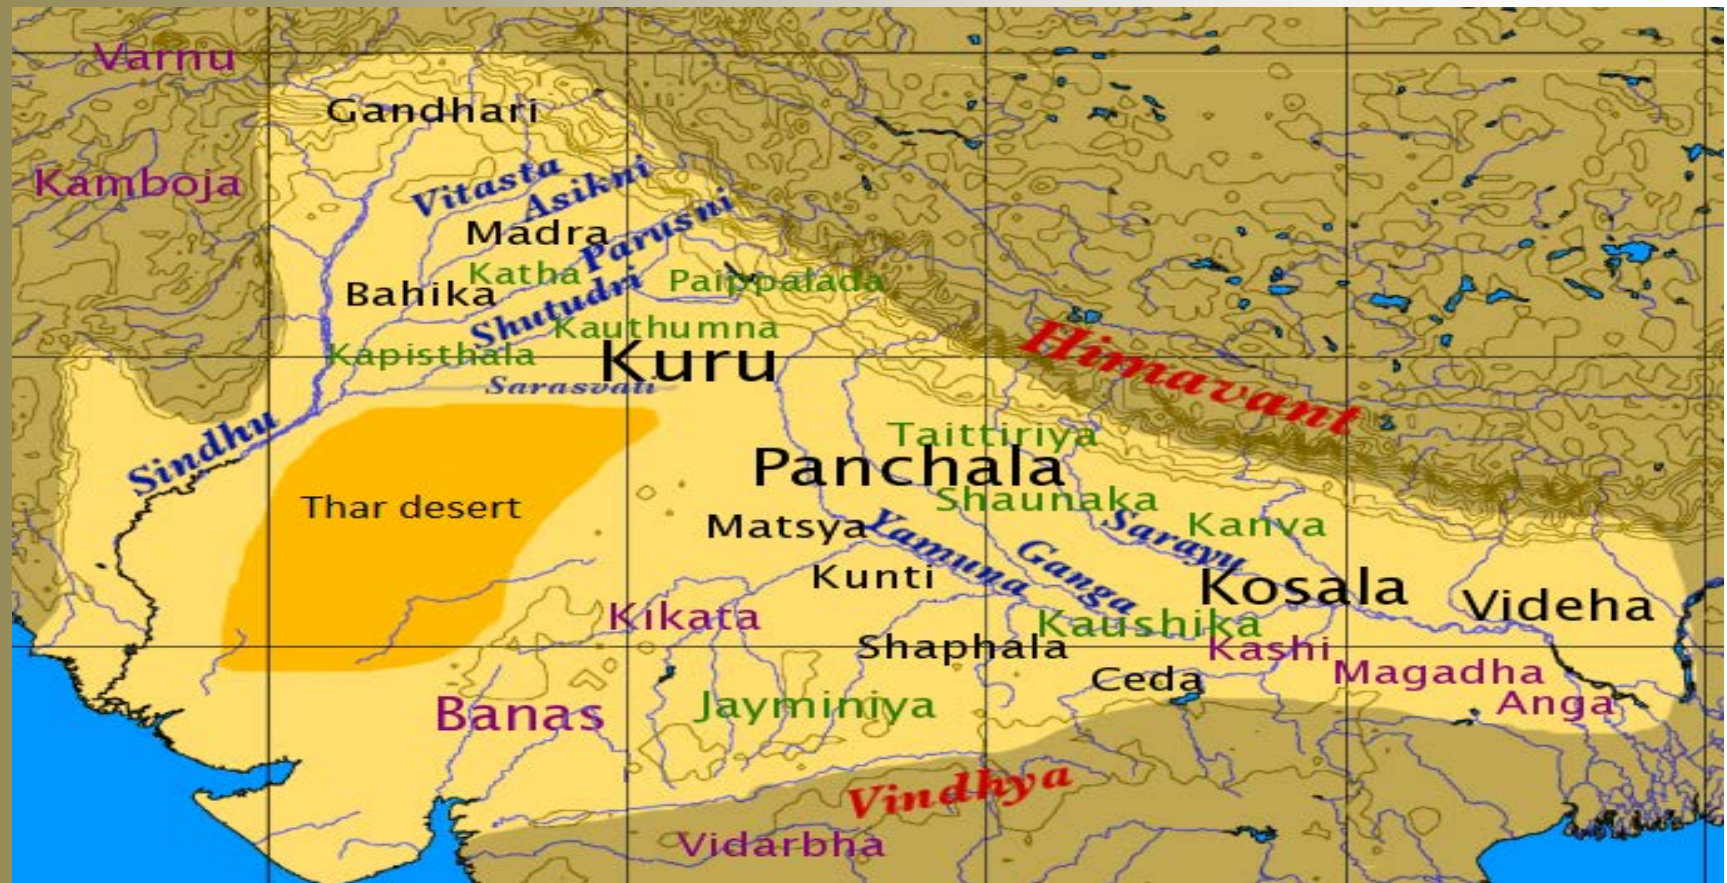 Varnu
Gandhari
Kamboja
Vitasta
Asikni
Madra
Parusni
Katha
Paippalada
Bahika
Shutudri
Kauthumna
Kapisthala
Kuru
Sarasvati
Himavant
Sindhu
Taittiriya
Panchala
Shaunaka
Thar desert
Matsya
Yamuna
Sarayu
Kanva
Kunti
Ganga
Kosala
Videha
Kikata
Kaushika
Shaphala
Kashi
Ceda
Magadha
Banas
Jayminiya
Anga
Vindhya
Vidarbha